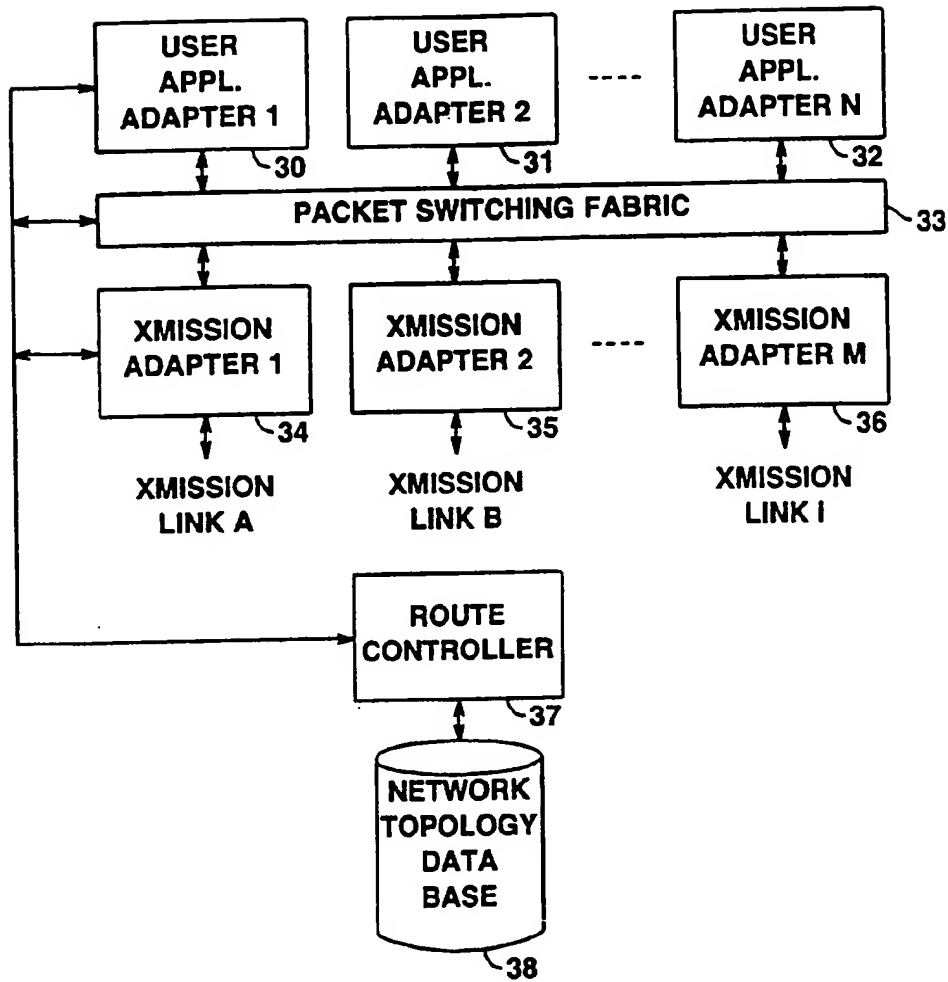 USER
APPL.
ADAPTER 1
30
USER
APPL.
ADAPTER 2
31
USER
APPL.
ADAPTER N
32
PACKET SWITCHING FABRIC
33
XMISSION
ADAPTER 1
34
XMISSION
ADAPTER 2
35
XMISSION
ADAPTER M
36
XMISSION
LINK A
XMISSION
LINK B
XMISSION
LINK I
ROUTE
CONTROLLER
37
NETWORK
TOPOLOGY
DATA
BASE
38